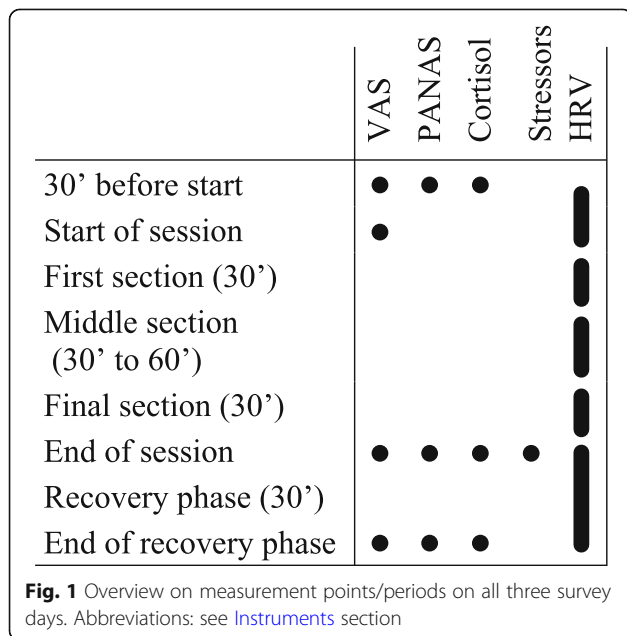 VAS
PANAS
Cortisol
Stressors
HRV
30’ before start
Start of session
First section (30’)
Middle section
(30’ to 60’)
Final section (30’)
End of session
Recovery phase (30’)
End of recovery phase
Fig. 1 Overview on measurement points/periods on all three survey
days. Abbreviations: see Instruments section